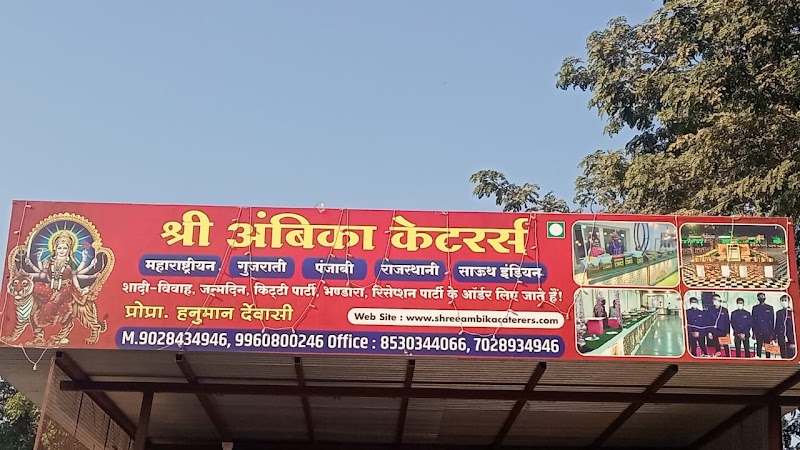 श्री अंबिका केटरर्स
महाराष्ट्रीयन गुजराती पंजाबी राजस्थानी साऊथ इंडियन
शादी-विवाह, जन्मदिन, किट्टी पार्टी, भण्डारा, रिसेप्शन पार्टी के ऑर्डर लिए जाते हैं!
प्रोप्रा. हनुमान देवासी
Web Site : www.shreeambikacaterers.com
M.9028434946, 9960800246 Office : 8530344066, 7028934946